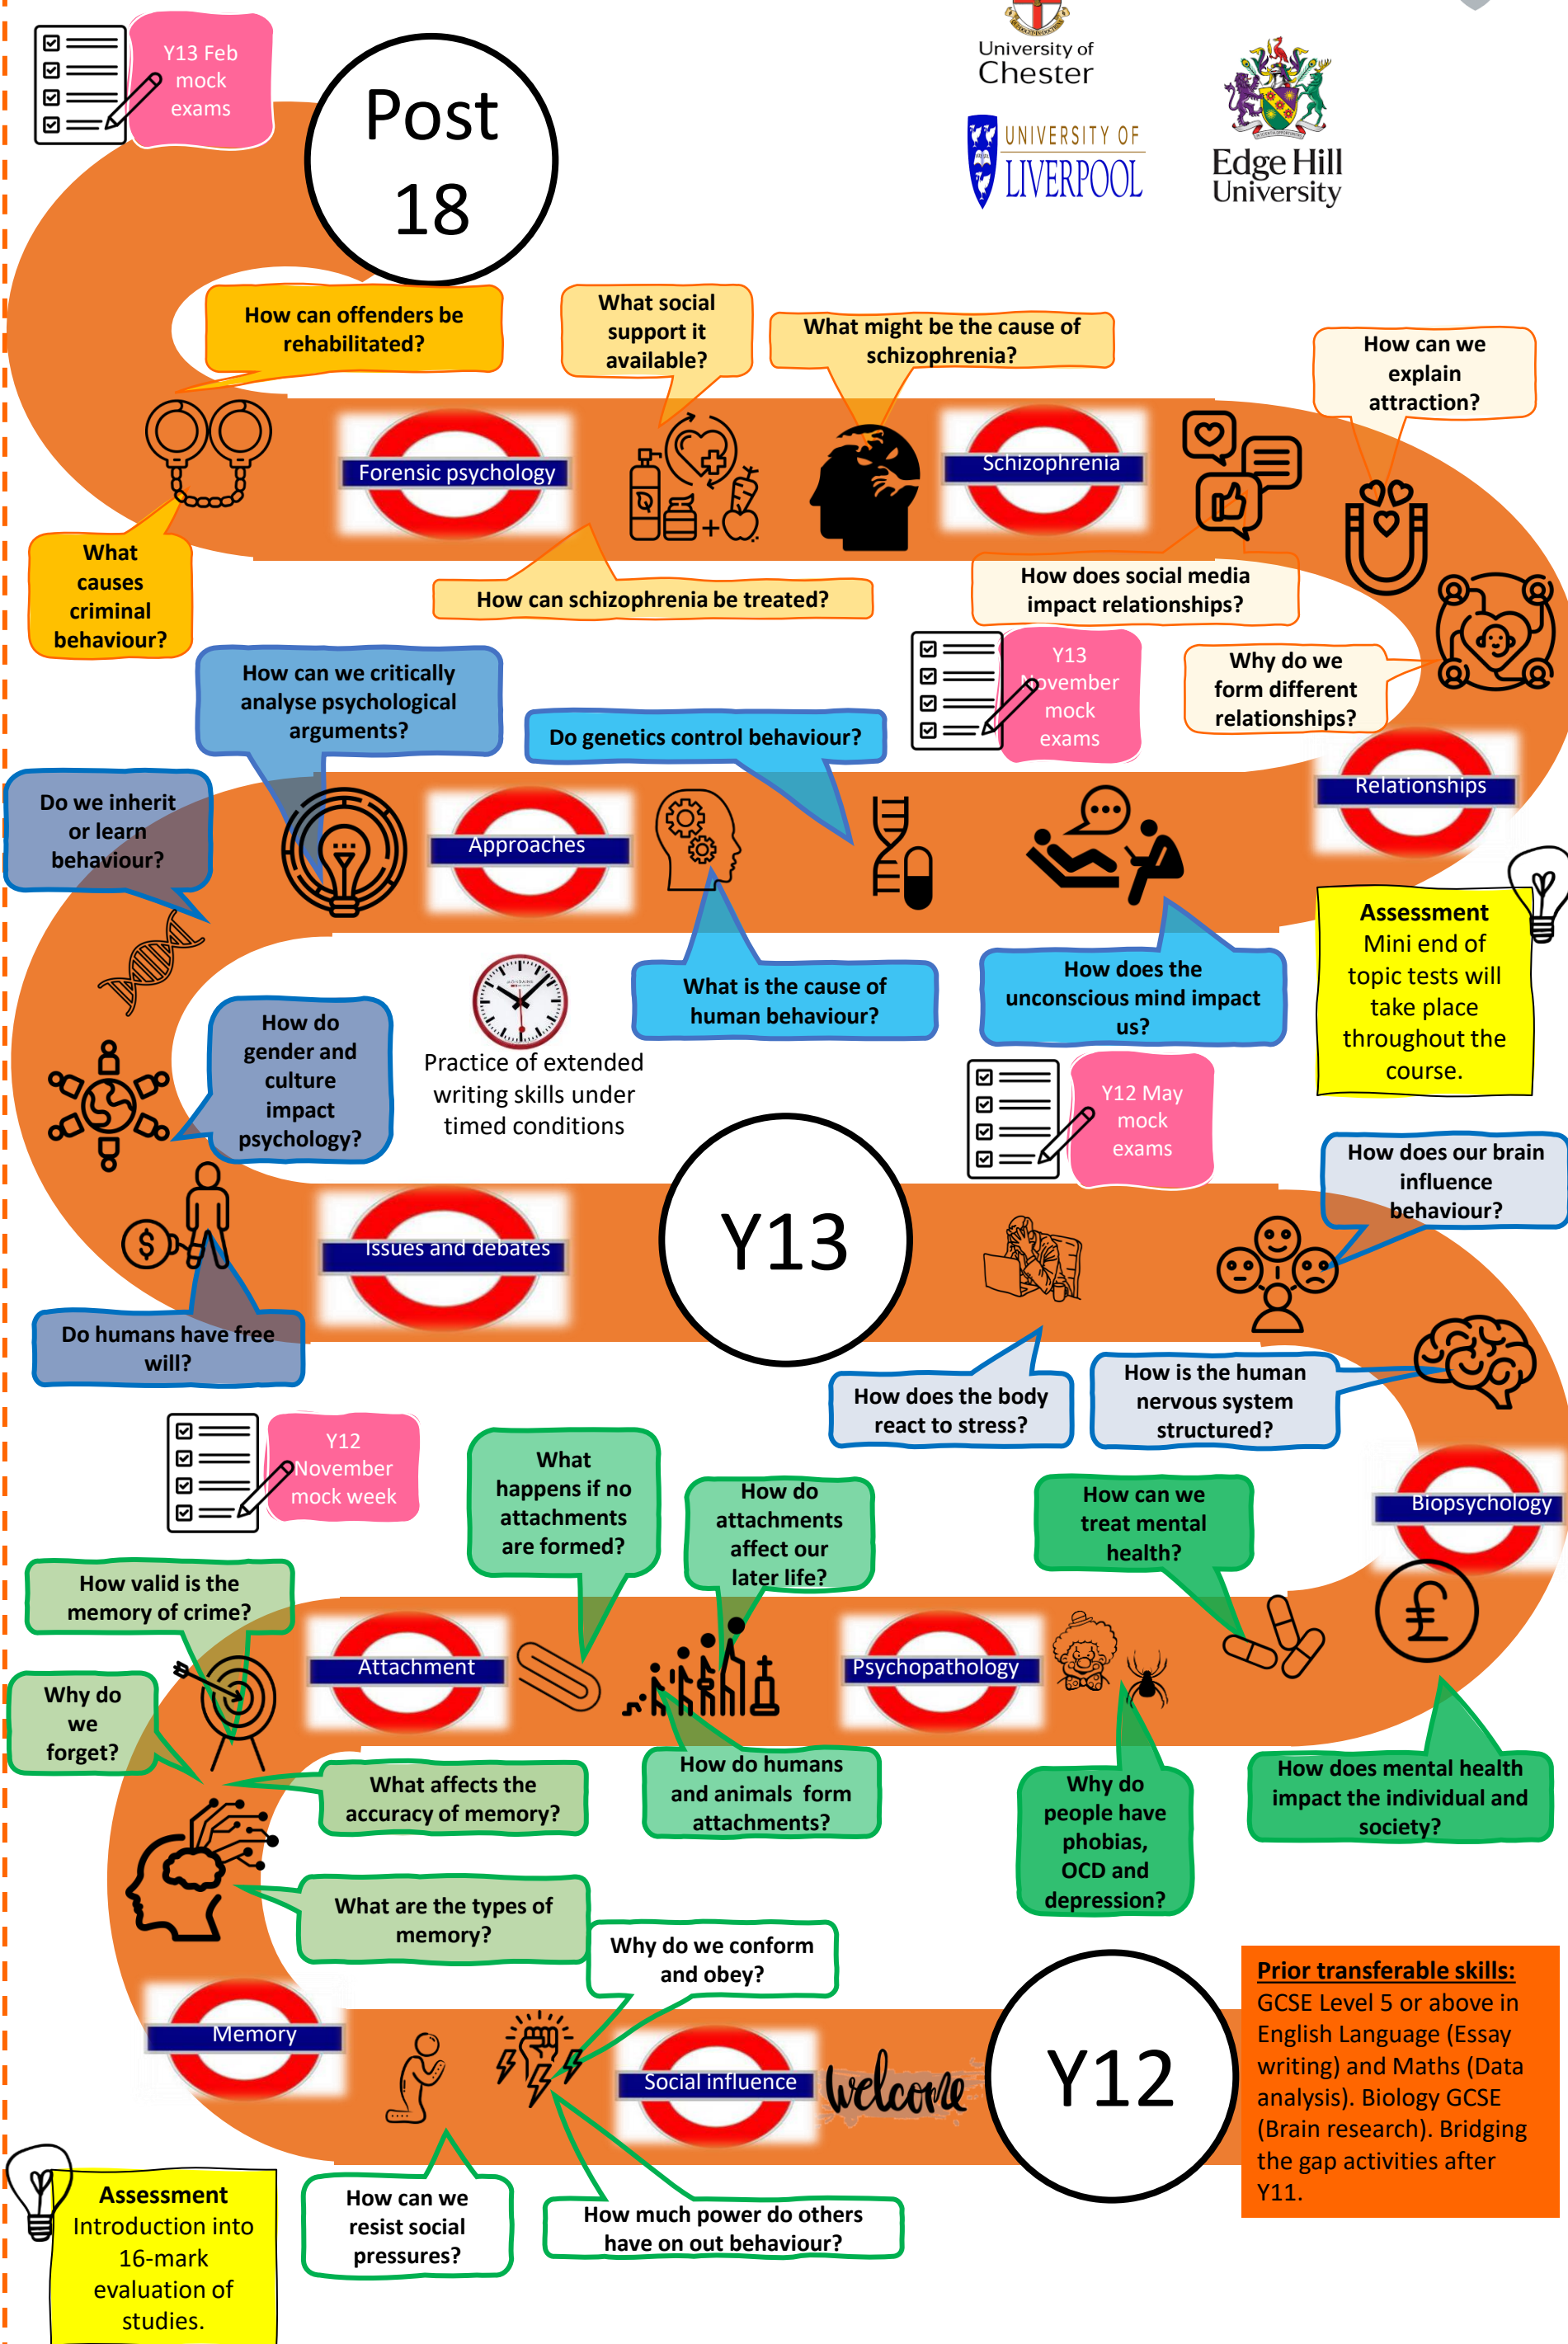 University of
Chester
UNIVERSITY OF
LIVERPOOL
Edge Hill
University
Y13 Feb
mock
exams
Post
18
How can offenders be
rehabilitated?
What social
support it
available?
What might be the cause of
schizophrenia?
How can we
explain
attraction?
Forensic psychology
Schizophrenia
What
causes
criminal
behaviour?
How can schizophrenia be treated?
How does social media
impact relationships?
Why do we
form different
relationships?
Y13
November
mock
exams
How can we critically
analyse psychological
arguments?
Do genetics control behaviour?
Relationships
Do we inherit
or learn
behaviour?
Approaches
Assessment
Mini end of
topic tests will
take place
throughout the
course.
What is the cause of
human behaviour?
How does the
unconscious mind impact
us?
How do
gender and
culture
impact
psychology?
Practice of extended
writing skills under
timed conditions
Y12 May
mock
exams
How does our brain
influence
behaviour?
Issues and debates
Y13
Do humans have free
will?
How does the body
react to stress?
How is the human
nervous system
structured?
Y12
November
mock week
What
happens if no
attachments
are formed?
How do
attachments
affect our
later life?
How can we
treat mental
health?
Biopsychology
How valid is the
memory of crime?
£
Attachment
Psychopathology
Why do
we
forget?
What affects the
accuracy of memory?
How do humans
and animals  form
attachments?
Why do
people have
phobias,
OCD and
depression?
How does mental health
impact the individual and
society?
What are the types of
memory?
Why do we conform
and obey?
Memory
Social influence
welcome
Y12
Prior transferable skills:
GCSE Level 5 or above in
English Language (Essay
writing) and Maths (Data
analysis). Biology GCSE
(Brain research). Bridging
the gap activities after
Y11.
Assessment
Introduction into
16-mark
evaluation of
studies.
How can we
resist social
pressures?
How much power do others
have on out behaviour?